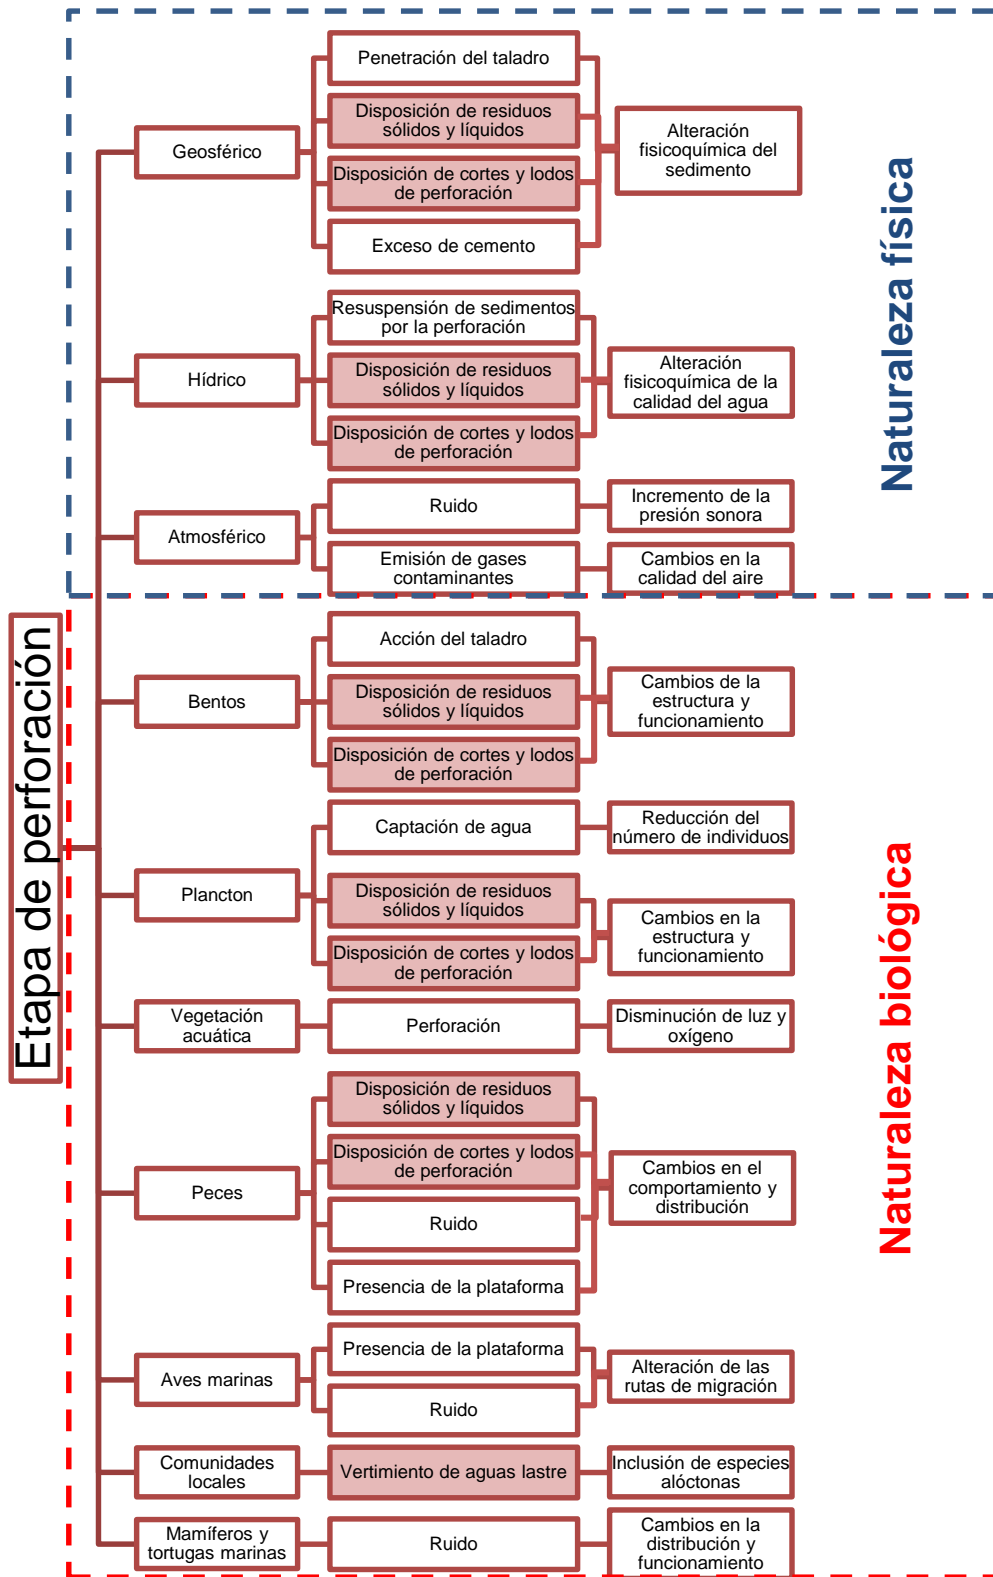 Etapa de perforación
Naturaleza física
Geosférico
Penetración del taladro
Disposición de residuos
sólidos y líquidos
Disposición de cortes y lodos
de perforación
Exceso de cemento
Alteración
fisicoquímica del
sedimento
Hídrico
Resuspensión de sedimentos
por la perforación
Disposición de residuos
sólidos y líquidos
Disposición de cortes y lodos
de perforación
Alteración
fisicoquímica de la
calidad del agua
Atmosférico
Ruido
Incremento de la
presión sonora
Emisión de gases
contaminantes
Cambios en la
calidad del aire
Naturaleza biológica
Bentos
Acción del taladro
Disposición de residuos
sólidos y líquidos
Disposición de cortes y lodos
de perforación
Cambios de la
estructura y
funcionamiento
Plancton
Captación de agua
Reducción del
número de individuos
Disposición de residuos
sólidos y líquidos
Disposición de cortes y lodos
de perforación
Cambios en la
estructura y
funcionamiento
Vegetación
acuática
Perforación
Disminución de luz y
oxígeno
Peces
Disposición de residuos
sólidos y líquidos
Disposición de cortes y lodos
de perforación
Ruido
Presencia de la plataforma
Cambios en el
comportamiento y
distribución
Aves marinas
Presencia de la plataforma
Ruido
Alteración de las
rutas de migración
Comunidades
locales
Vertimiento de aguas lastre
Inclusión de especies
alóctonas
Mamíferos y
tortugas marinas
Ruido
Cambios en la
distribución y
funcionamiento